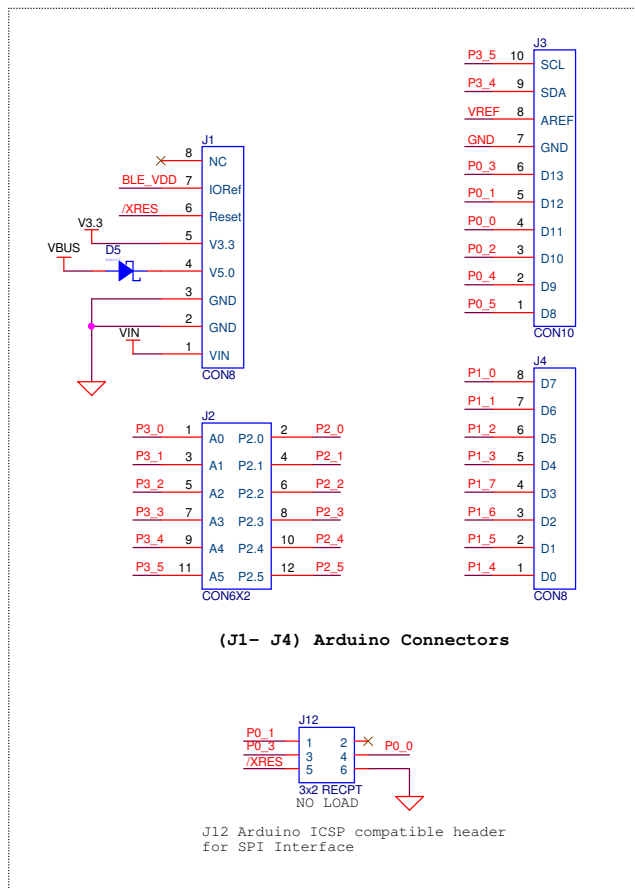 J3
P3_5 10 SCL
P3_4 9 SDA
VREF 8 AREF
GND 7 GND
P0_3 6 D13
P0_1 5 D12
P0_0 4 D11
P0_2 3 D10
P0_4 2 D9
P0_5 1 D8
CON10
J1
8 NC
BLE_VDD 7 IORef
/XRES 6 Reset
V3.3 5 V3.3
VBUS D5 4 V5.0
3 GND
2 GND
VIN 1 VIN
CON8
J4
P1_0 8 D7
P1_1 7 D6
P1_2 6 D5
P1_3 5 D4
P1_7 4 D3
P1_6 3 D2
P1_5 2 D1
P1_4 1 D0
CON8
J2
P3_0 1 A0 P2.0 2 P2_0
P3_1 3 A1 P2.1 4 P2_1
P3_2 5 A2 P2.2 6 P2_2
P3_3 7 A3 P2.3 8 P2_3
P3_4 9 A4 P2.4 10 P2_4
P3_5 11 A5 P2.5 12 P2_5
CON6X2
(J1- J4) Arduino Connectors
J12
P0_1 1 2
P0_3 3 4 P0_0
/XRES 5 6
3x2 RECPT
NO LOAD
J12 Arduino ICSP compatible header
for SPI Interface